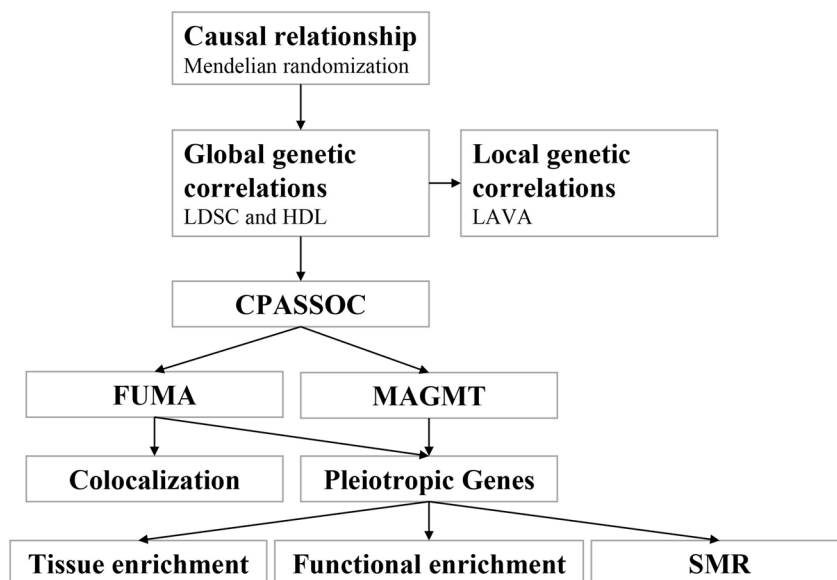 Causal relationship
Mendelian randomization
Global genetic
correlations
LDSC and HDL
Local genetic
correlations
LAVA
CPASSOC
FUMA
MAGMT
Colocalization
Pleiotropic Genes
Tissue enrichment
Functional enrichment
SMR